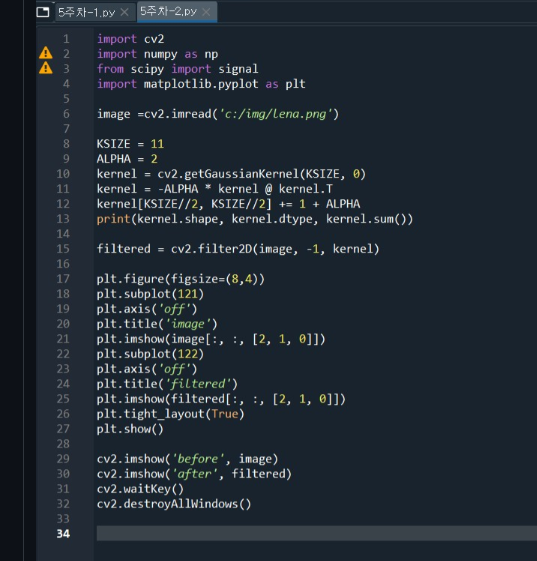 5주차-1.py × 5주차-2.py ×
1 import cv2
2 import numpy as np
3 from scipy import signal
4 import matplotlib.pyplot as plt
5
6 image =cv2.imread('c:/img/lena.png')
7
8 KSIZE = 11
9 ALPHA = 2
10 kernel = cv2.getGaussianKernel(KSIZE, 0)
11 kernel = -ALPHA * kernel @ kernel.T
12 kernel[KSIZE//2, KSIZE//2] += 1 + ALPHA
13 print(kernel.shape, kernel.dtype, kernel.sum())
14
15 filtered = cv2.filter2D(image, -1, kernel)
16
17 plt.figure(figsize=(8,4))
18 plt.subplot(121)
19 plt.axis('off')
20 plt.title('image')
21 plt.imshow(image[:, :, [2, 1, 0]])
22 plt.subplot(122)
23 plt.axis('off')
24 plt.title('filtered')
25 plt.imshow(filtered[:, :, [2, 1, 0]])
26 plt.tight_layout(True)
27 plt.show()
28
29 cv2.imshow('before', image)
30 cv2.imshow('after', filtered)
31 cv2.waitKey()
32 cv2.destroyAllWindows()
33
34